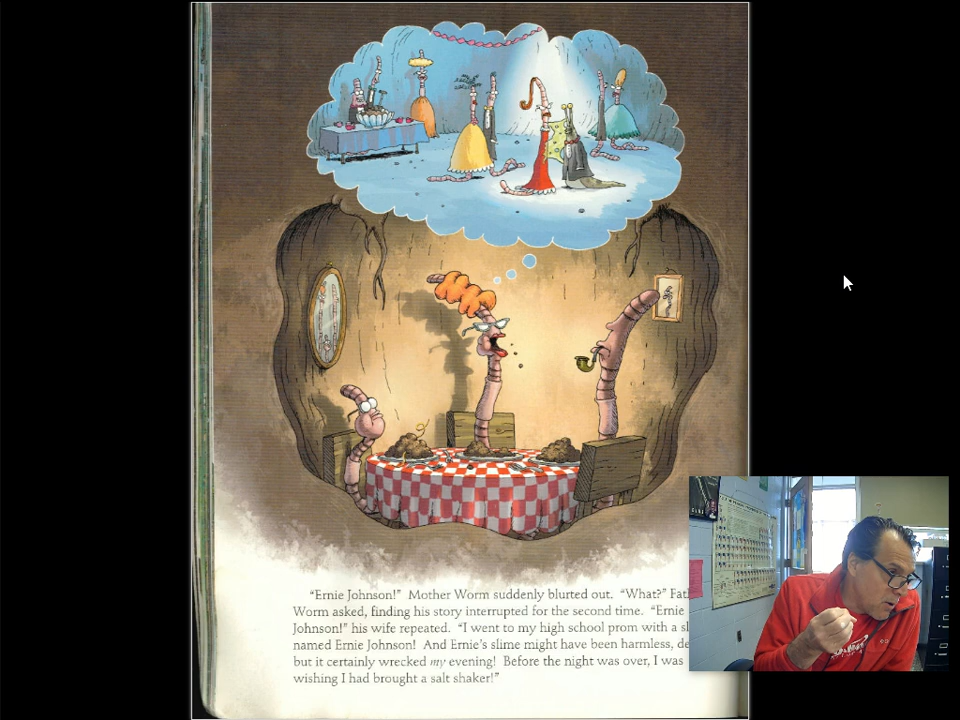 “Ernie Johnson!” Mother Worm suddenly blurted out. “What?”
Worm asked, finding his story interrupted for the second time. “Ernie
Johnson!” his wife repeated. “I went to my high school prom with a
named Ernie Johnson! And Ernie’s slime might have been harmless,
but it certainly wrecked my evening! Before the night was over, I was
wishing I had brought a salt shaker!”